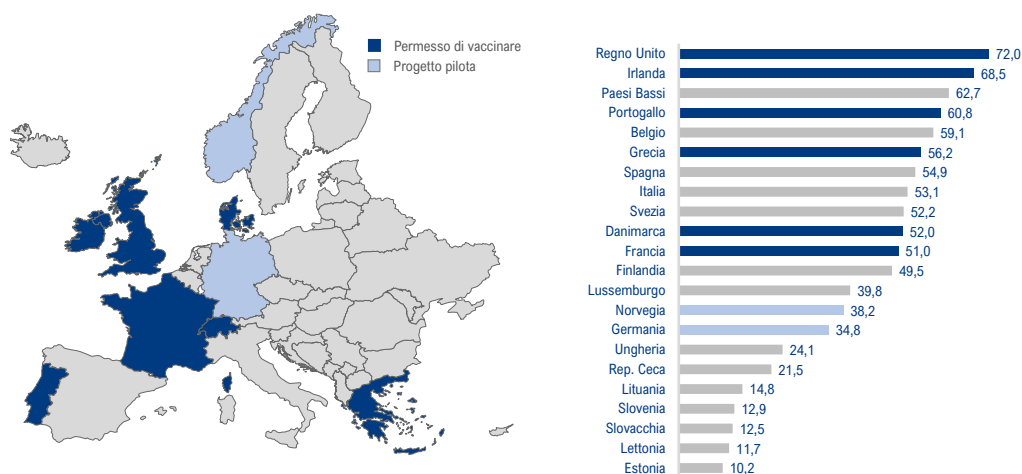 Permesso di vaccinare
Progetto pilota
Regno Unito 72,0
Irlanda 68,5
Paesi Bassi 62,7
Portogallo 60,8
Belgio 59,1
Grecia 56,2
Spagna 54,9
Italia 53,1
Svezia 52,2
Danimarca 52,0
Francia 51,0
Finlandia 49,5
Lussemburgo 39,8
Norvegia 38,2
Germania 34,8
Ungheria 24,1
Rep. Ceca 21,5
Lituania 14,8
Slovenia 12,9
Slovacchia 12,5
Lettonia 11,7
Estonia 10,2